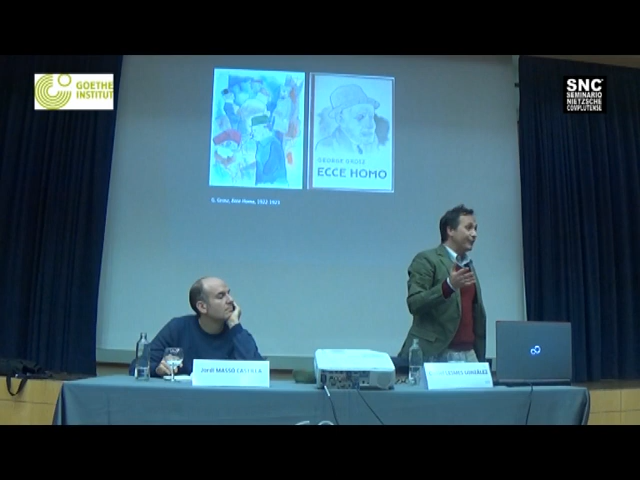 GOETHE
INSTITUT
SNC
SEMINARIO
NIETZSCHE
COMPLUTENSE
GEORGE GROSZ
ECCE HOMO
G. Grosz, Ecce Homo, 1922-1923
Jordi MASSÓ CASTILLA
GONZÁLEZ